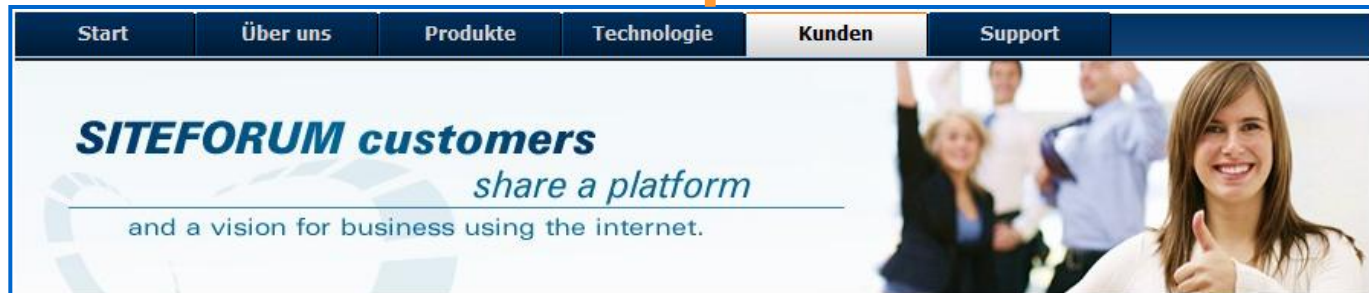 Start Über uns Produkte Technologie Kunden Support
SITEFORUM customers
share a platform
and a vision for business using the internet.